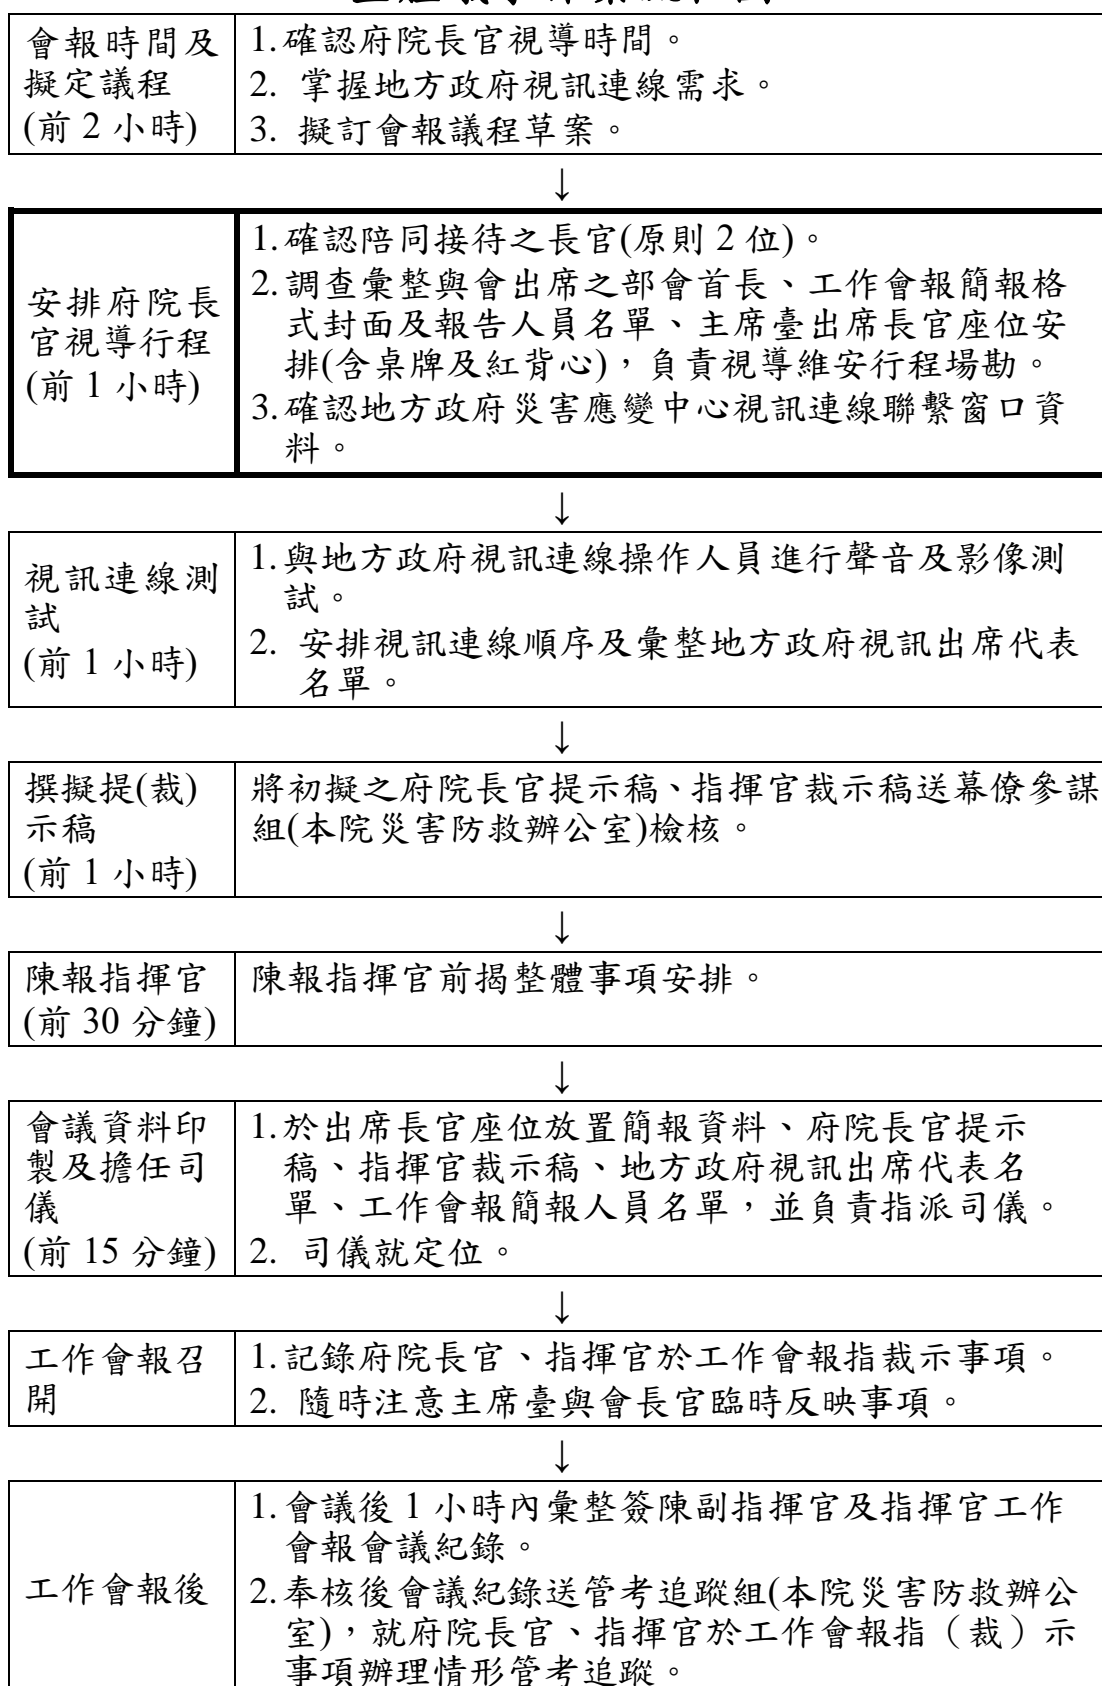 會報時間及
擬定議程
(前 2 小時)
1.確認府院長官視導時間。
2. 掌握地方政府視訊連線需求。
3. 擬訂會報議程草案。
↓
安排府院長
官視導行程
(前 1 小時)
1.確認陪同接待之長官(原則 2 位)。
2.調查彙整與會出席之部會首長、工作會報簡報格
式封面及報告人員名單、主席臺出席長官座位安
排(含桌牌及紅背心)，負責視導維安行程場勘。
3.確認地方政府災害應變中心視訊連線聯繫窗口資
料。
↓
視訊連線測
試
(前 1 小時)
1.與地方政府視訊連線操作人員進行聲音及影像測
試。
2. 安排視訊連線順序及彙整地方政府視訊出席代表
名單。
↓
撰擬提(裁)
示稿
(前 1 小時)
將初擬之府院長官提示稿、指揮官裁示稿送幕僚參謀
組(本院災害防救辦公室)檢核。
↓
陳報指揮官
(前 30 分鐘)
陳報指揮官前揭整體事項安排。
↓
會議資料印
製及擔任司
儀
(前 15 分鐘)
1.於出席長官座位放置簡報資料、府院長官提示
稿、指揮官裁示稿、地方政府視訊出席代表名
單、工作會報簡報人員名單，並負責指派司儀。
2. 司儀就定位。
↓
工作會報召
開
1.記錄府院長官、指揮官於工作會報指裁示事項。
2. 隨時注意主席臺與會長官臨時反映事項。
↓
工作會報後
1.會議後 1 小時內彙整簽陳副指揮官及指揮官工作
會報會議紀錄。
2.奉核後會議紀錄送管考追蹤組(本院災害防救辦公
室)，就府院長官、指揮官於工作會報指（裁）示
事項辦理情形管考追蹤。